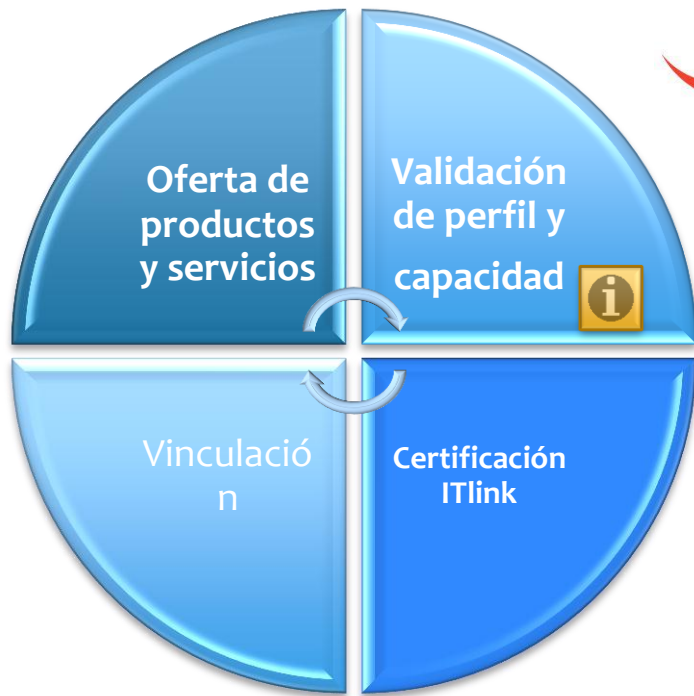 Oferta de
productos
y servicios
Validación
de perfil y
capacidad
i
Vinculació
n
Certificación
ITlink